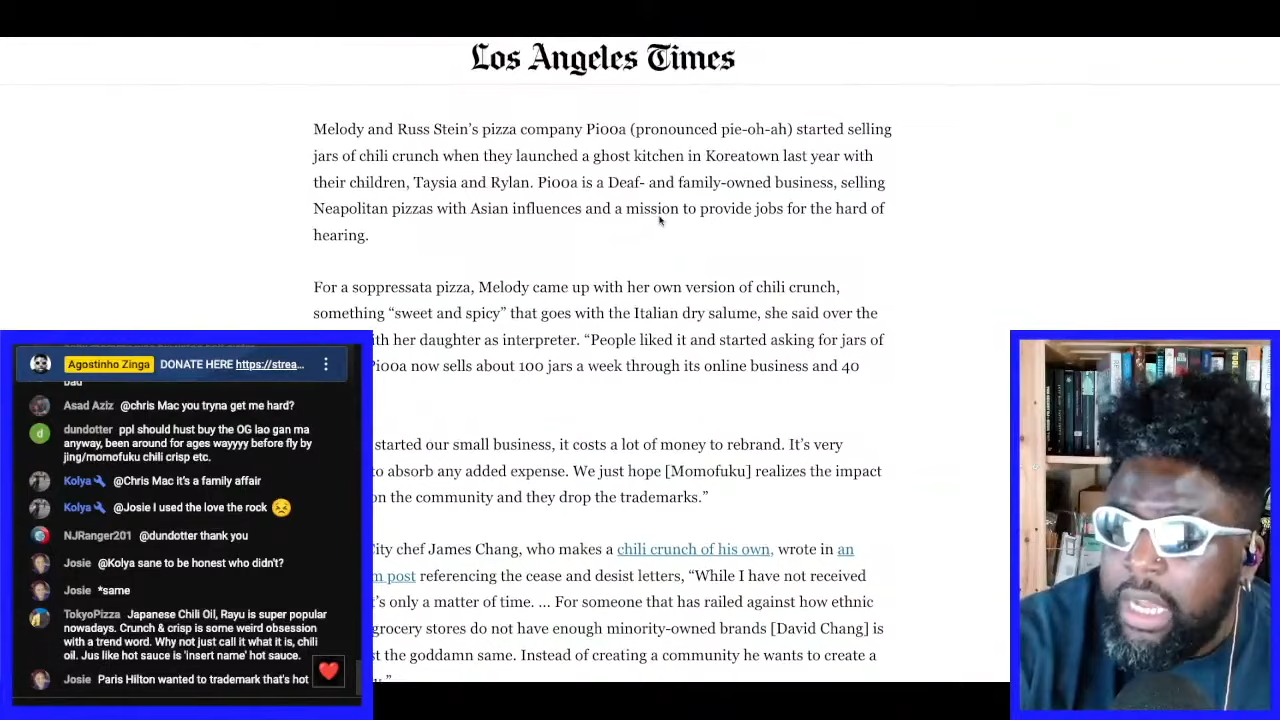 Los Angeles Times
Melody and Russ Stein's pizza company Pi00a (pronounced pie-oh-ah) started selling
jars of chili crunch when they launched a ghost kitchen in Koreatown last year with
their children, Taysia and Rylan. Pi00a is a Deaf- and family-owned business, selling
Neapolitan pizzas with Asian influences and a mission to provide jobs for the hard of
hearing.
For a soppressata pizza, Melody came up with her own version of chili crunch,
something “sweet and spicy” that goes with the Italian dry salume, she said over the
ith her daughter as interpreter. “People liked it and started asking for jars of
Pi00a now sells about 100 jars a week through its online business and 40
started our small business, it costs a lot of money to rebrand. It's very
to absorb any added expense. We just hope [Momofuku] realizes the impact
on the community and they drop the trademarks.”
City chef James Chang, who makes a chili crunch of his own, wrote in an
m post referencing the cease and desist letters, “While I have not received
's only a matter of time. … For someone that has railed against how ethnic
grocery stores do not have enough minority-owned brands [David Chang] is
st the goddamn same. Instead of creating a community he wants to create a
Agostinho Zinga DONATE HERE https://strea...
bad
Asad Aziz @chris Mac you tryna get me hard?
dundotter ppl should hust buy the OG lao gan ma
anyway, been around for ages wayyyy before fly by
jing/momofuku chili crisp etc.
Kolya @Chris Mac it's a family affair
Kolya @Josie I used the love the rock
NJRanger201 @dundotter thank you
Josie @Kolya sane to be honest who didn't?
Josie *same
TokyoPizza Japanese Chili Oil, Rayu is super popular
nowadays. Crunch & crisp is some weird obsession
with a trend word. Why not just call it what it is, chili
oil. Jus like hot sauce is 'insert name' hot sauce.
Josie Paris Hilton wanted to trademark that's hot